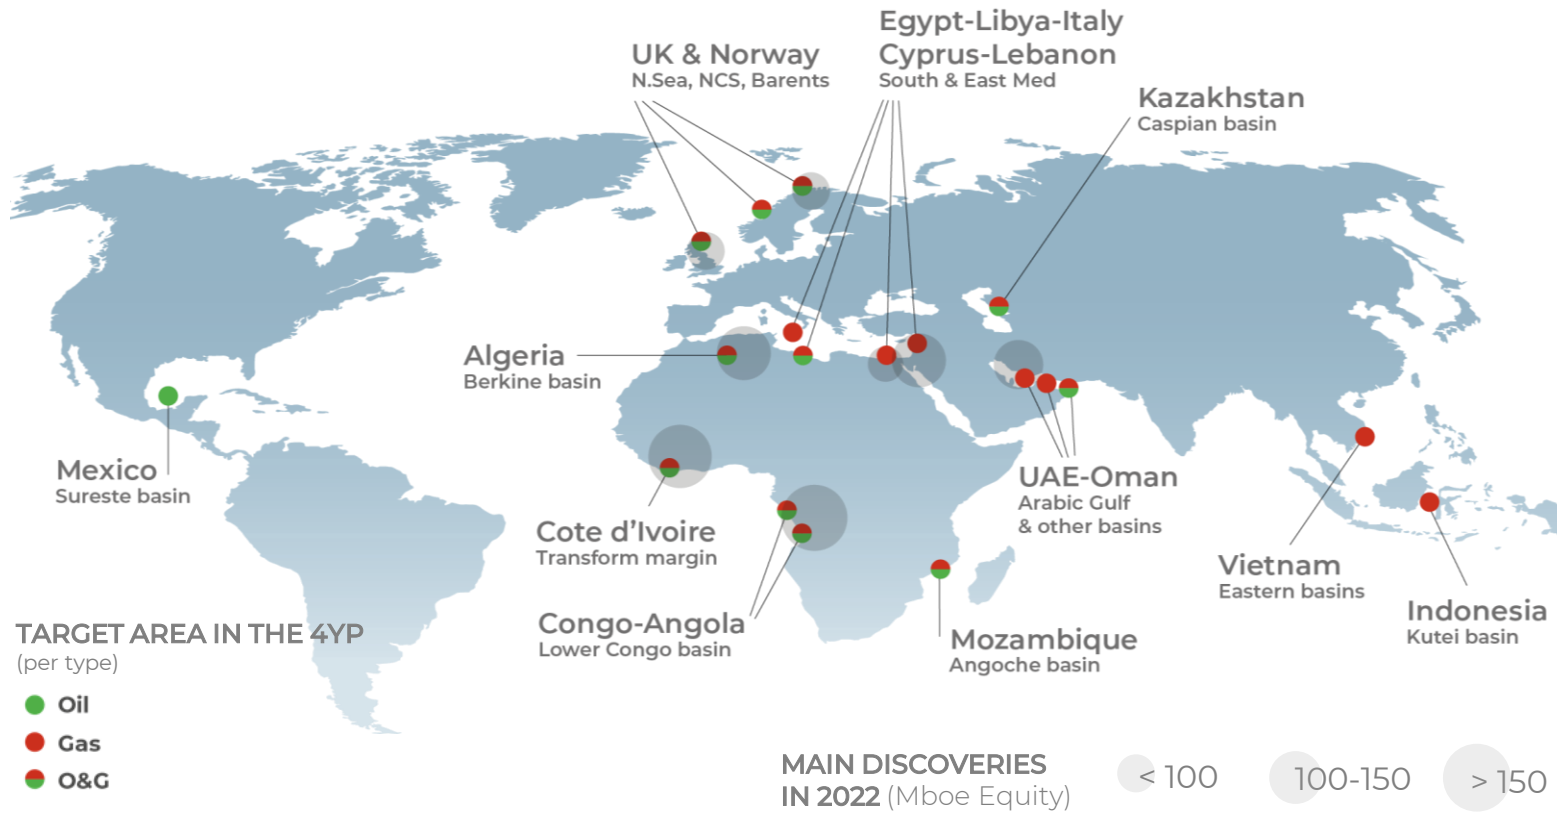 Egypt-Libya-Italy
Cyprus-Lebanon
South & East Med
UK & Norway
N.Sea, NCS, Barents
Kazakhstan
Caspian basin
Algeria
Berkine basin
Mexico
Sureste basin
UAE-Oman
Arabic Gulf
& other basins
Cote d’Ivoire
Transform margin
Vietnam
Eastern basins
Congo-Angola
Lower Congo basin
Indonesia
Kutei basin
Mozambique
Angoche basin
TARGET AREA IN THE 4YP
(per type)
Oil
Gas
O&G
MAIN DISCOVERIES
IN 2022 (Mboe Equity)
< 100
100-150
> 150